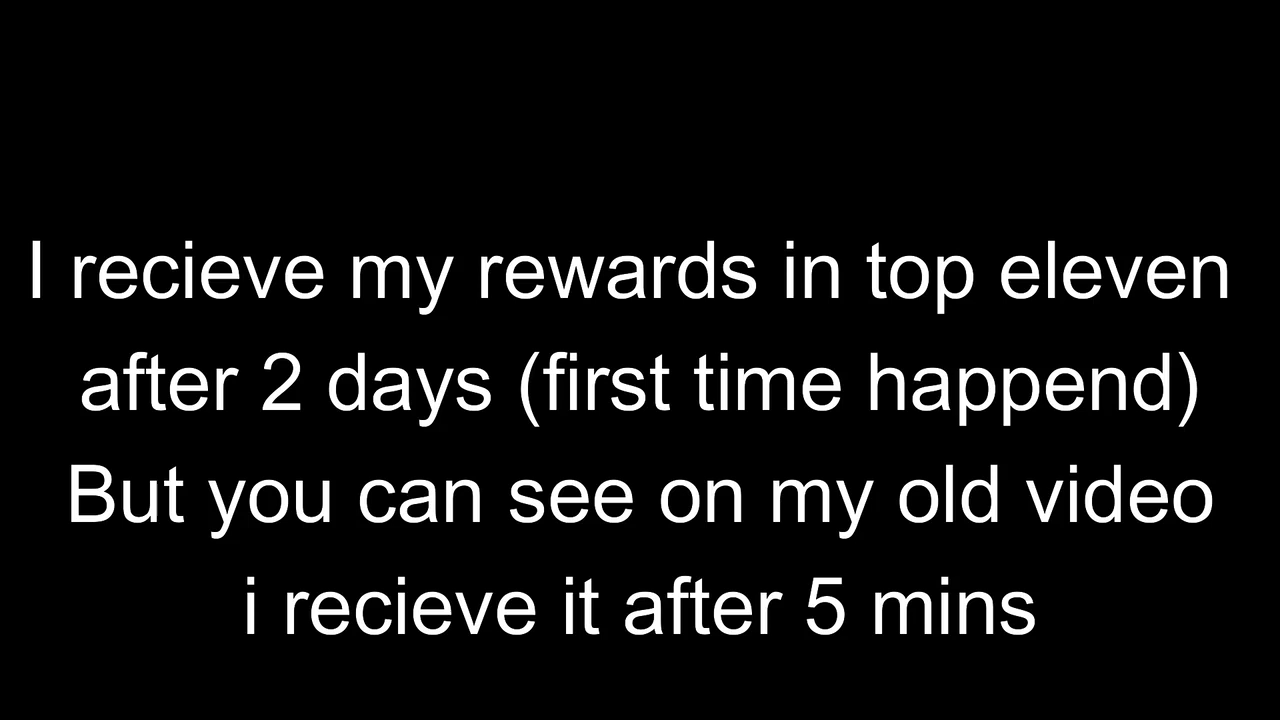 I recieve my rewards in top eleven
after 2 days (first time happend)
But you can see on my old video
i recieve it after 5 mins